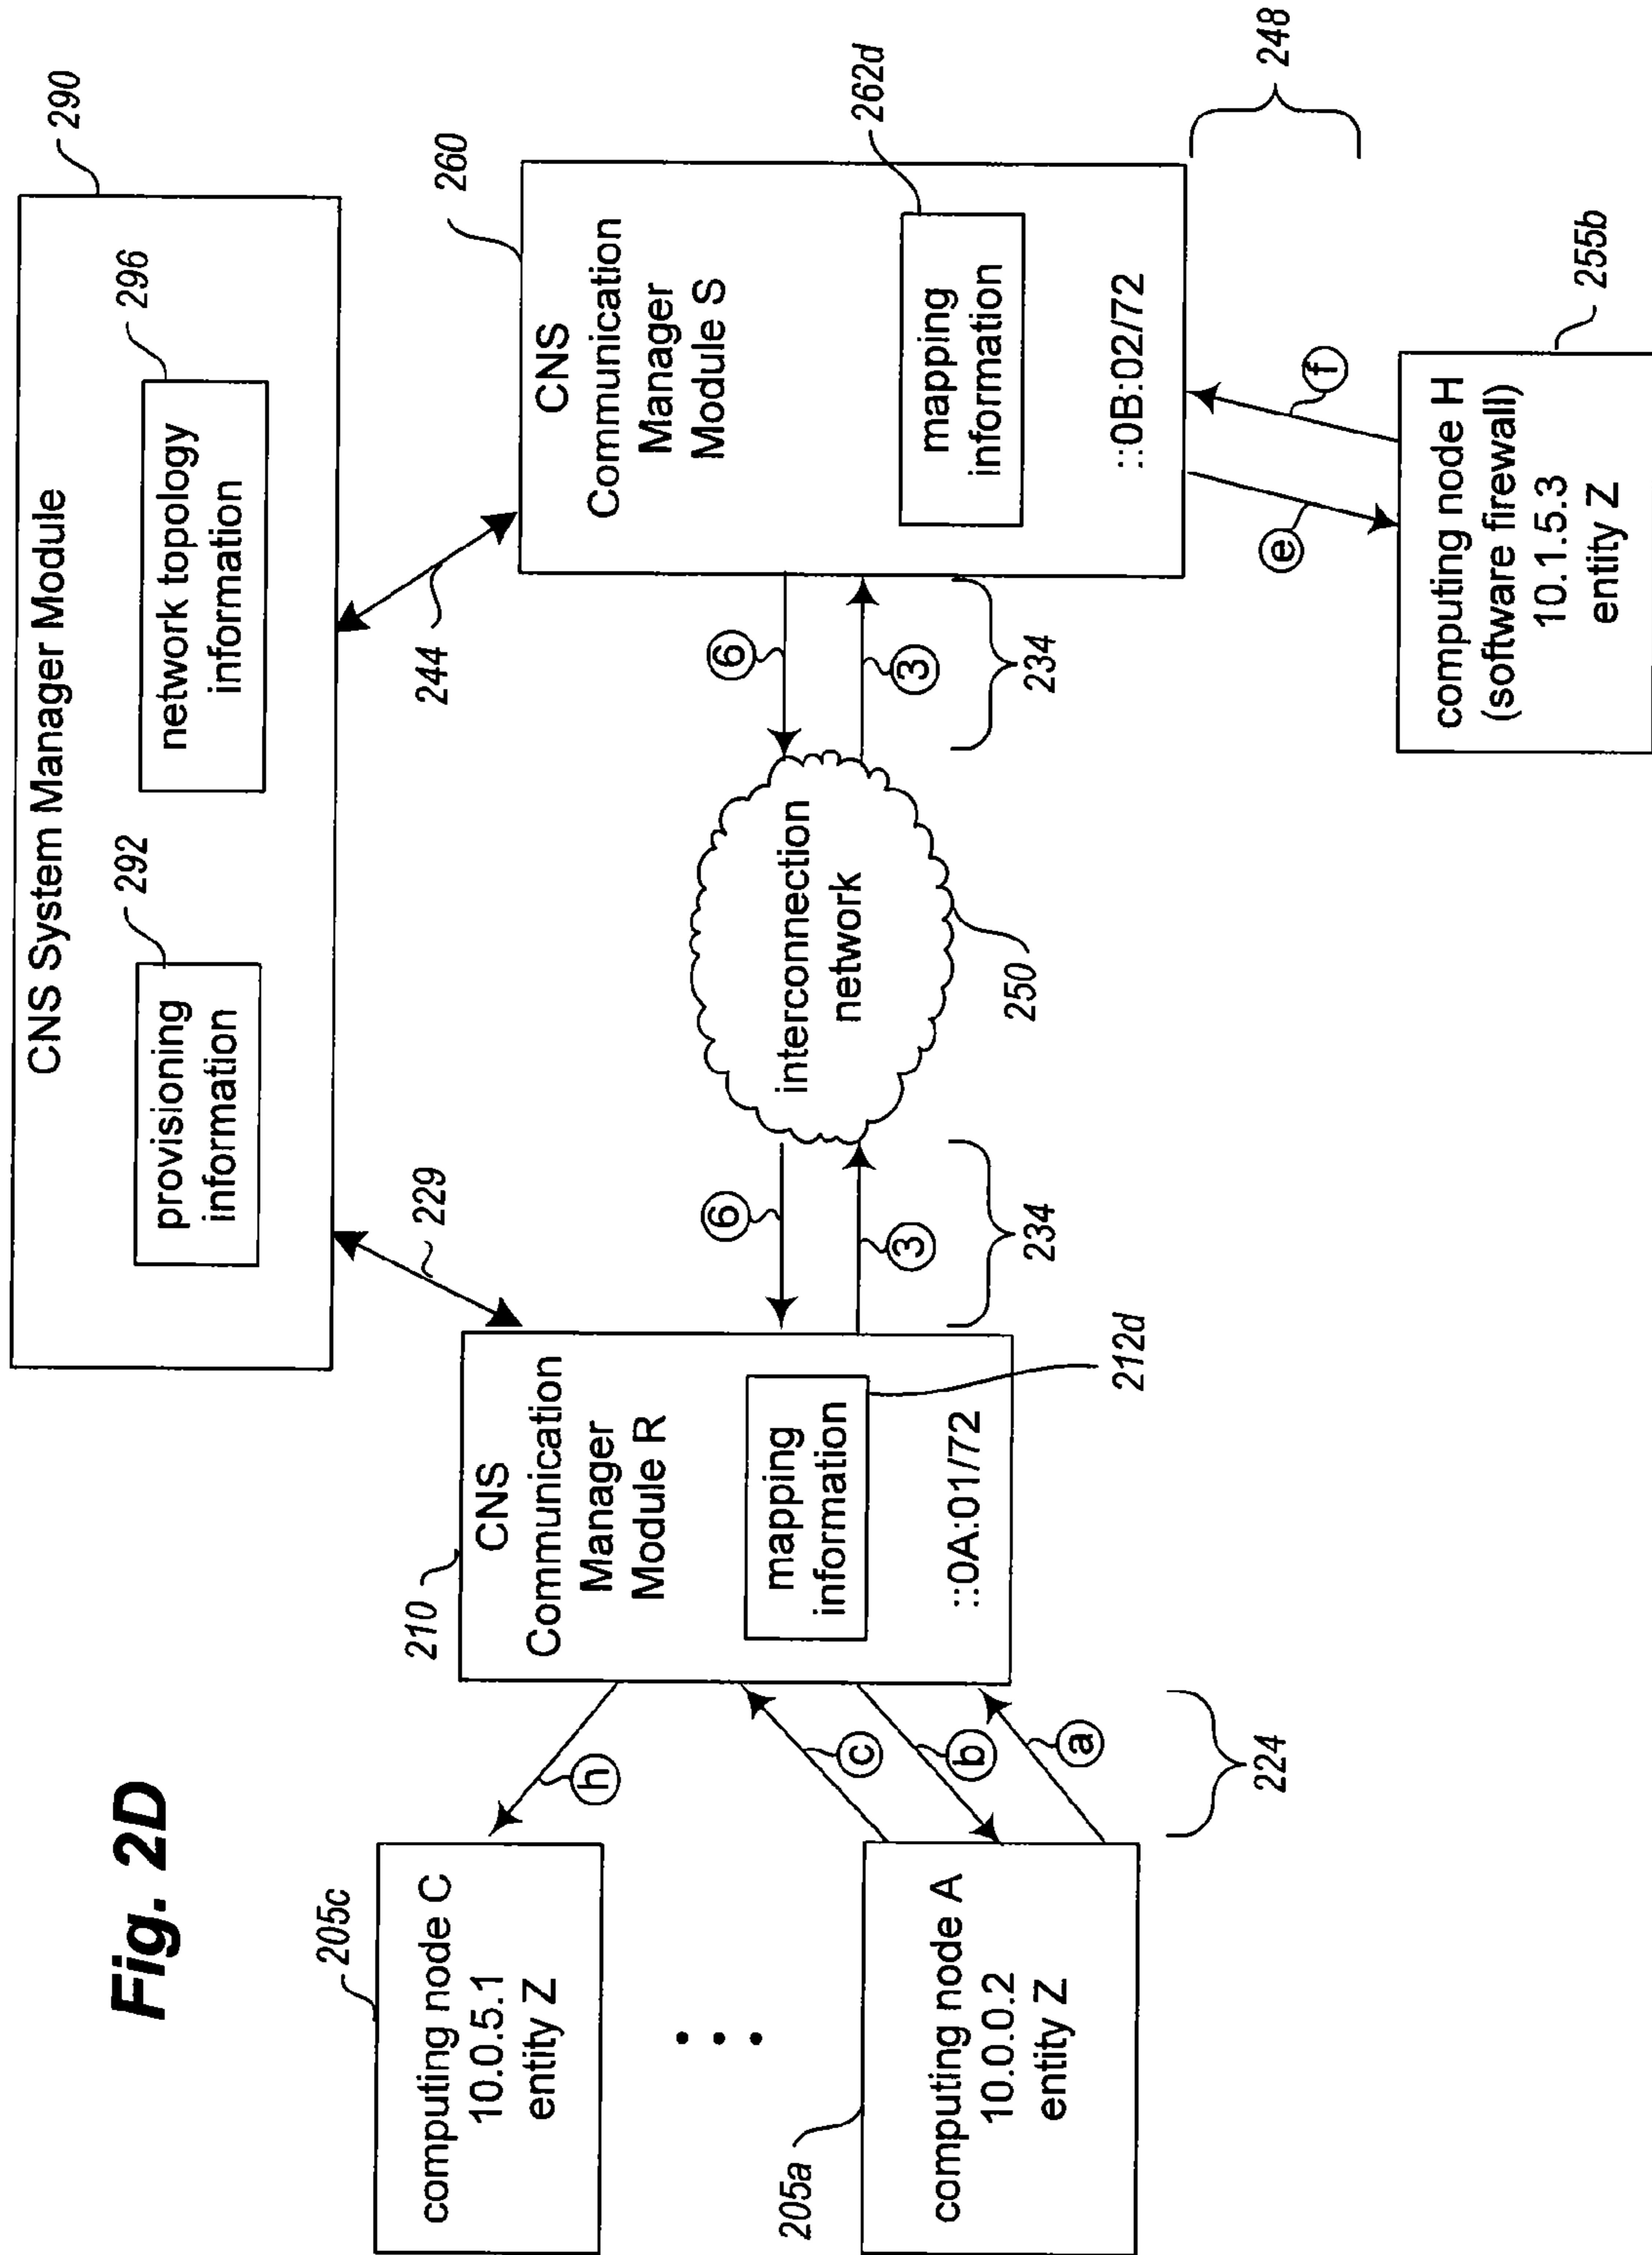 Fig. 2D
CNS System Manager Module
290
provisioning
information
292
network topology
information
296
229
244
205c
computing node C
10.0.5.1
entity Z
h
210
CNS
Communication
Manager
Module R
mapping
information
212d
::0A:01/72
6
3
234
interconnection
network
250
6
3
234
260
CNS
Communication
Manager
Module S
mapping
information
262d
::0B:02/72
205a
computing node A
10.0.0.2
entity Z
c
b
a
224
e
f
248
computing node H
(software firewall)
10.1.5.3
entity Z
255b